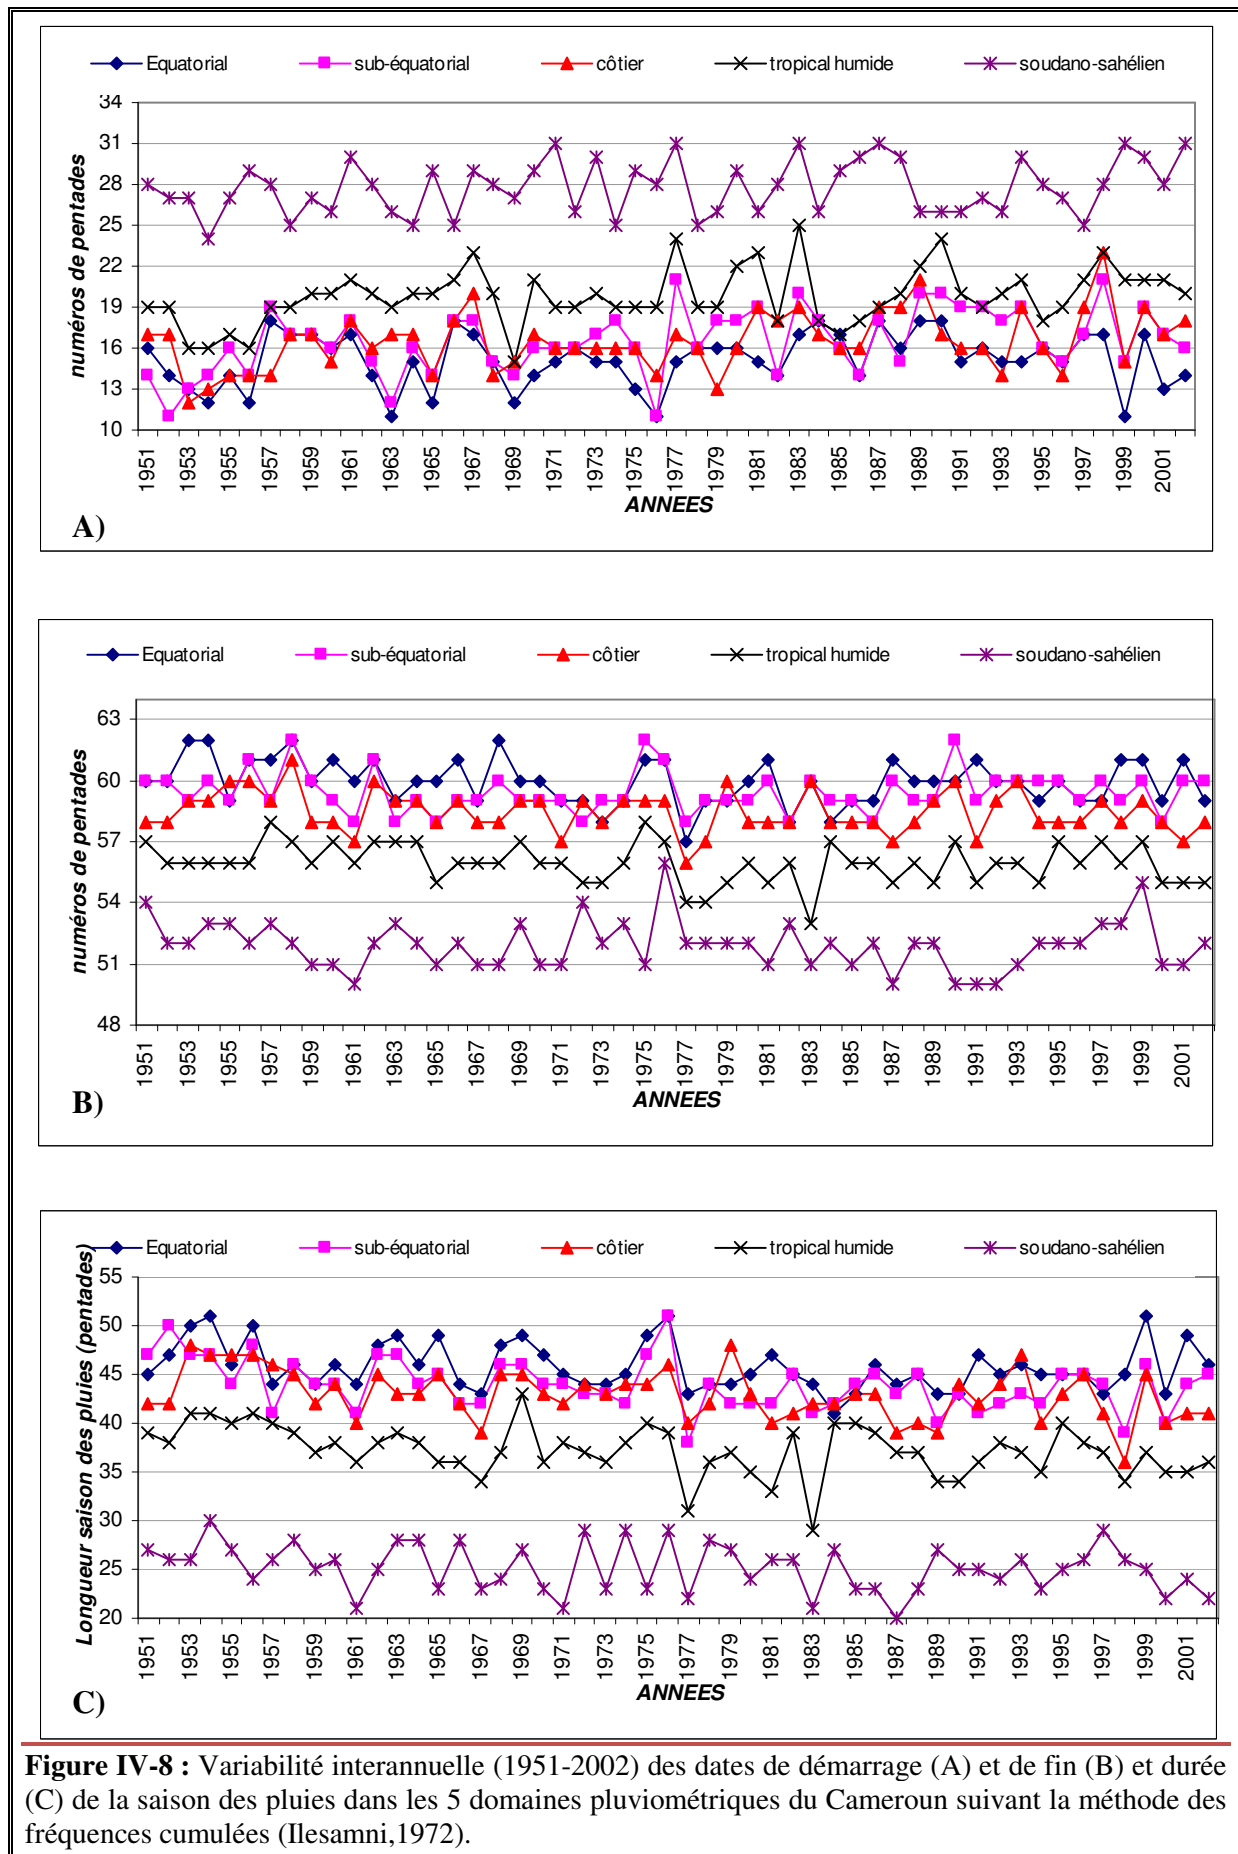 Equatorial sub-équatorial côtier tropical humide soudano-sahélien
numéros de pentades
34
31
28
25
22
19
16
13
10
1951 1953 1955 1957 1959 1961 1963 1965 1967 1969 1971 1973 1975 1977 1979 1981 1983 1985 1987 1989 1991 1993 1995 1997 1999 2001
ANNEES
A)
Equatorial sub-équatorial côtier tropical humide soudano-sahélien
numéros de pentades
63
60
57
54
51
48
1951 1953 1955 1957 1959 1961 1963 1965 1967 1969 1971 1973 1975 1977 1979 1981 1983 1985 1987 1989 1991 1993 1995 1997 1999 2001
ANNEES
B)
Equatorial sub-équatorial côtier tropical humide soudano-sahélien
Longueur saison des pluies (pentades)
55
50
45
40
35
30
25
20
1951 1953 1955 1957 1959 1961 1963 1965 1967 1969 1971 1973 1975 1977 1979 1981 1983 1985 1987 1989 1991 1993 1995 1997 1999 2001
ANNEES
C)
Figure IV-8 : Variabilité interannuelle (1951-2002) des dates de démarrage (A) et de fin (B) et durée
(C) de la saison des pluies dans les 5 domaines pluviométriques du Cameroun suivant la méthode des
fréquences cumulées (Ilesamni,1972).